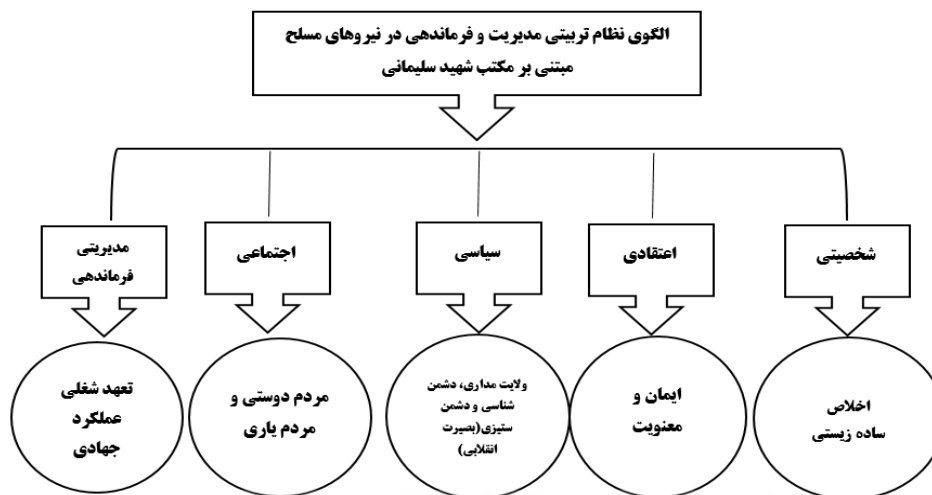 الگوی نظام تربیتی مدیریت و فرماندهی در نیروهای مسلح
مبتنی بر مکتب شهید سلیمانی
شخصیتی
اعتقادی
سیاسی
اجتماعی
مدیریتی
فرماندهی
اخلاص
ساده زیستی
ایمان و
معنویت
ولایت مداری، دشمن
شناسی و دشمن
ستیزی(بصیرت
انقلابی)
مردم دوستی و
مردم یاری
تعهد شغلی
عملکرد
جهادی